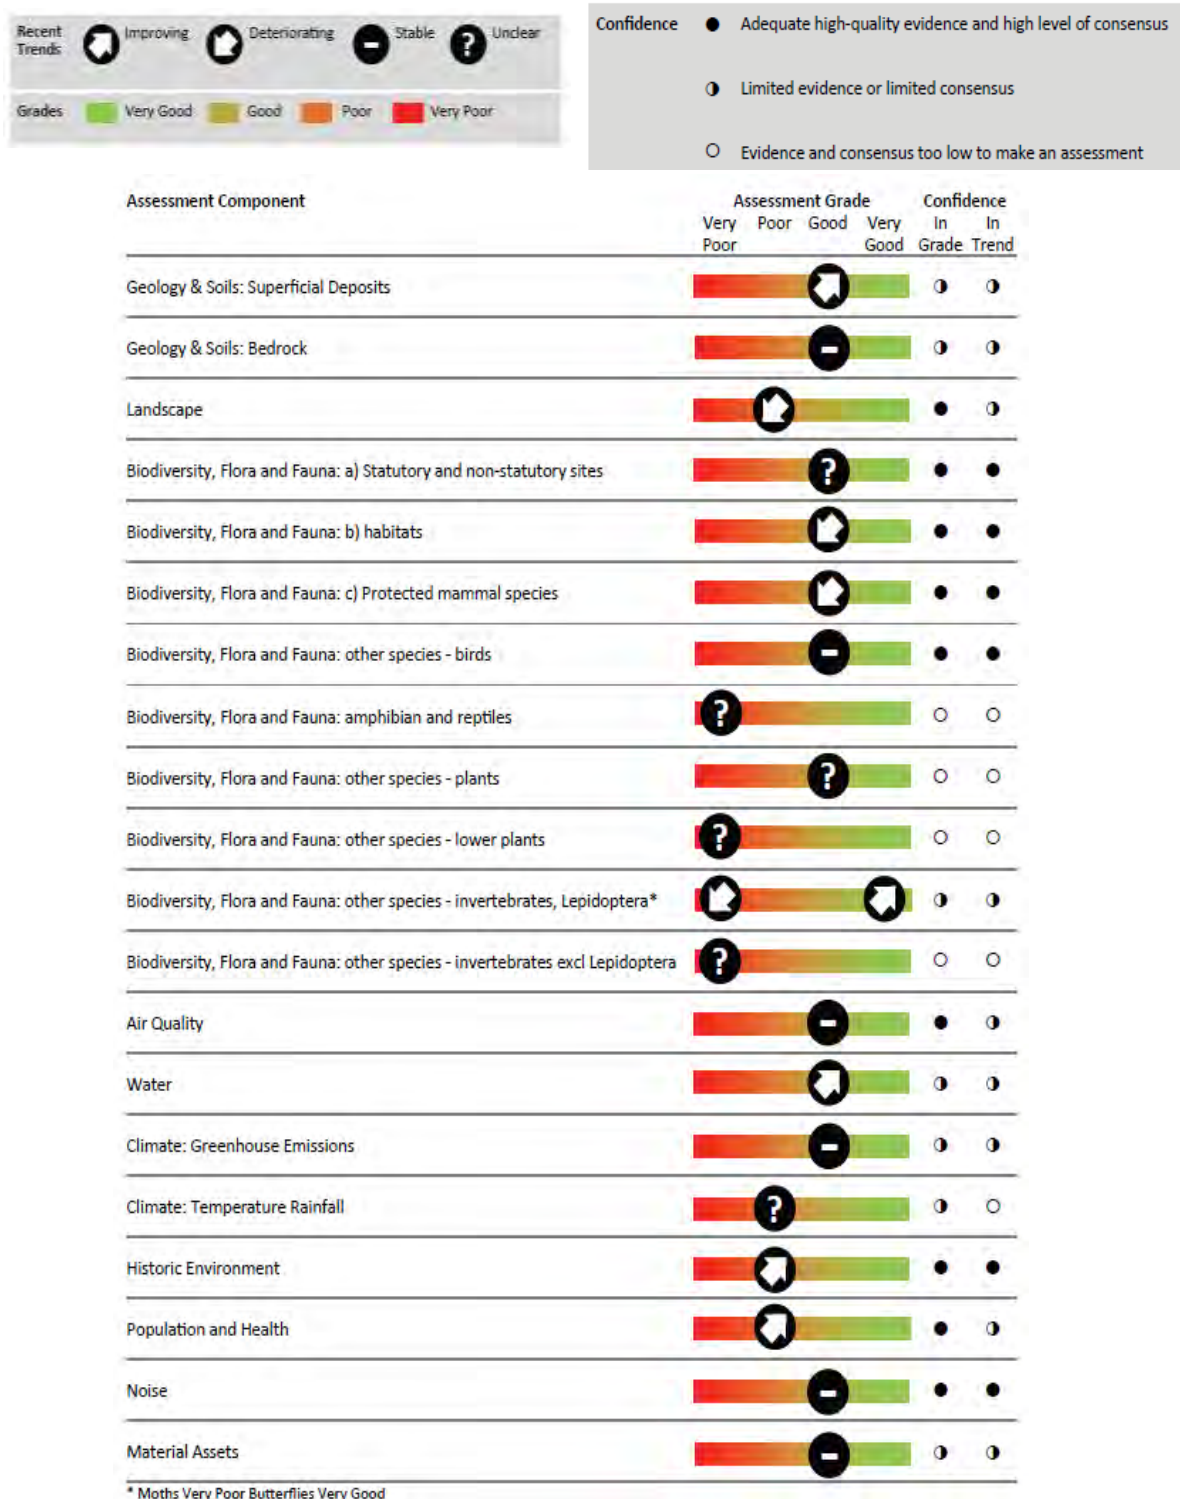 Recent Trends Improving Deteriorating Stable Unclear
Grades Very Good Good Poor Very Poor
Confidence Adequate high-quality evidence and high level of consensus
Limited evidence or limited consensus
Evidence and consensus too low to make an assessment
Assessment Component Assessment Grade Confidence
Very Poor Poor Good Very Good In Grade In Trend
Geology & Soils: Superficial Deposits
Geology & Soils: Bedrock
Landscape
Biodiversity, Flora and Fauna: a) Statutory and non-statutory sites ?
Biodiversity, Flora and Fauna: b) habitats
Biodiversity, Flora and Fauna: c) Protected mammal species
Biodiversity, Flora and Fauna: other species - birds
Biodiversity, Flora and Fauna: amphibian and reptiles ?
Biodiversity, Flora and Fauna: other species - plants ?
Biodiversity, Flora and Fauna: other species - lower plants ?
Biodiversity, Flora and Fauna: other species - invertebrates, Lepidoptera*
Biodiversity, Flora and Fauna: other species - invertebrates excl Lepidoptera ?
Air Quality
Water
Climate: Greenhouse Emissions
Climate: Temperature Rainfall ?
Historic Environment
Population and Health
Noise
Material Assets
* Moths Very Poor Butterflies Very Good